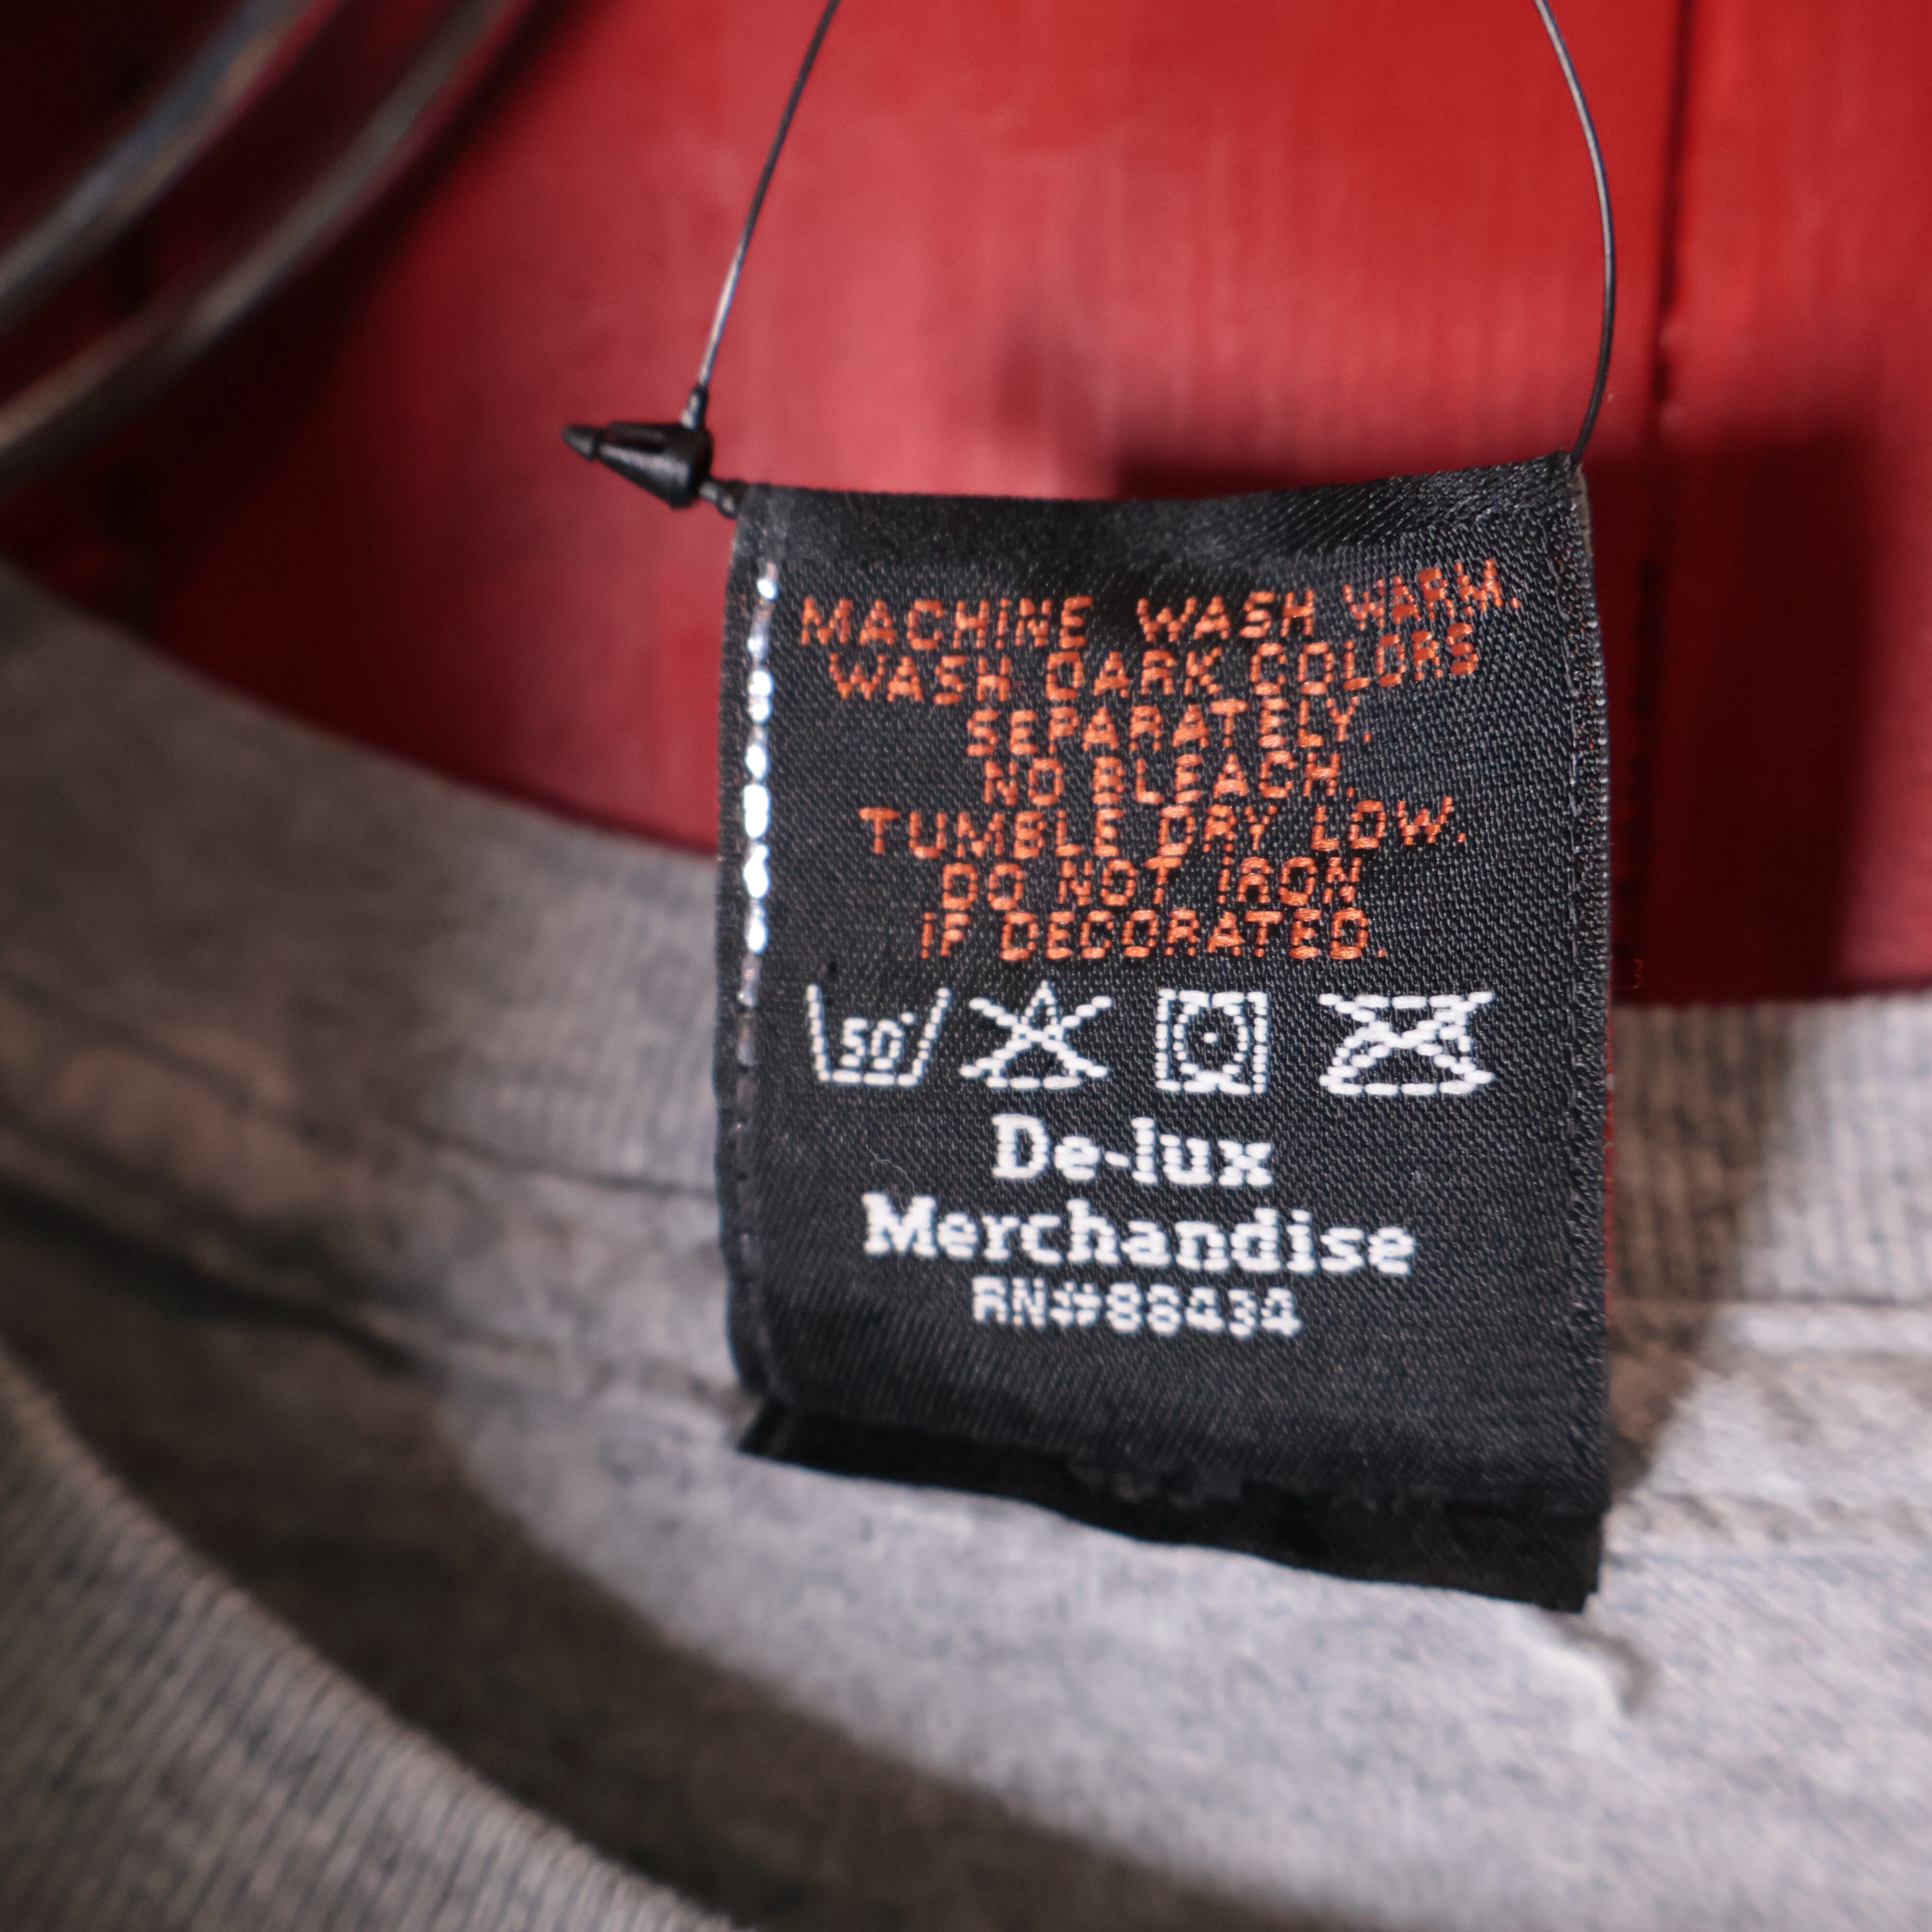 MACHINE WASH WARM.
WASH DARK COLORS
SEPARATELY.
NO BLEACH.
TUMBLE DRY LOW.
DO NOT IRON
IF DECORATED.
50°
De-lux
Merchandise
RN#88434